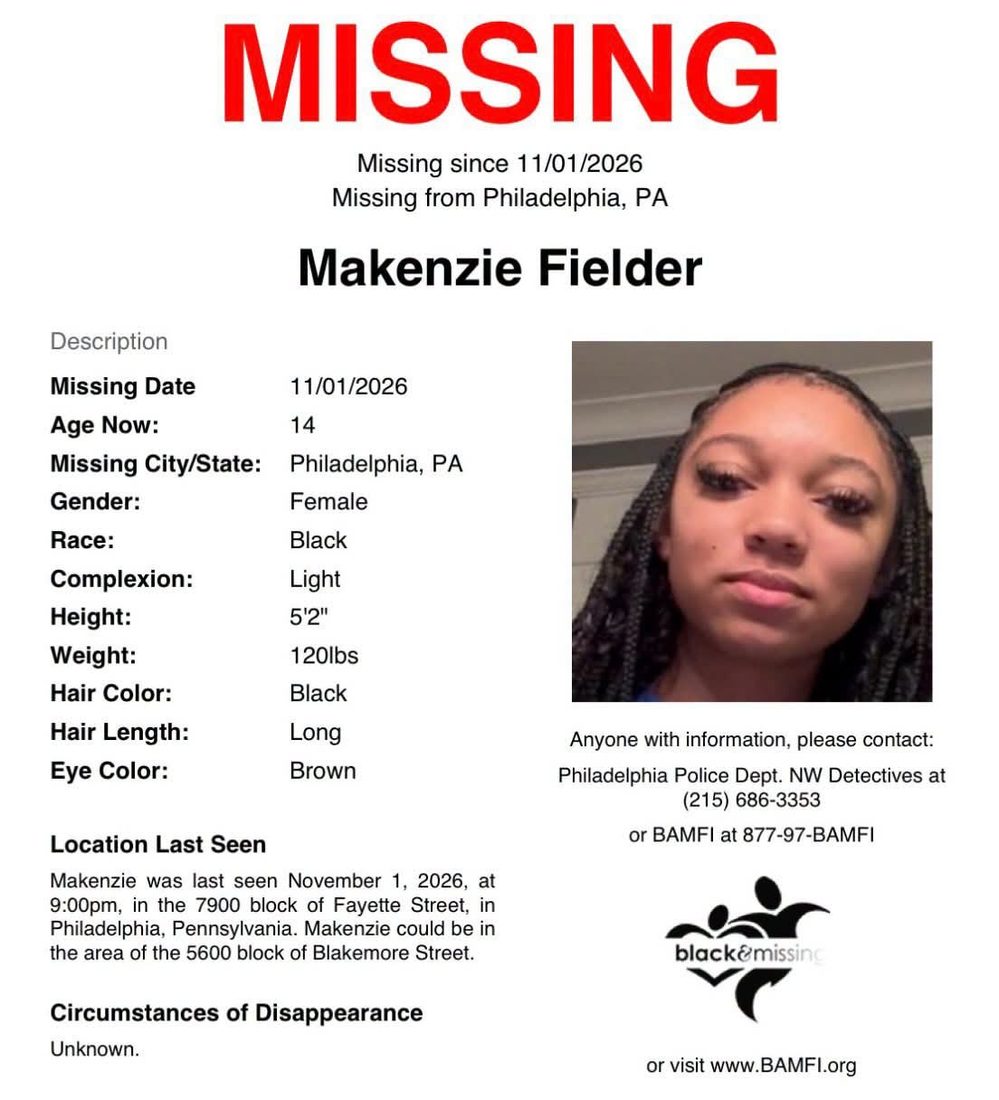 MISSING
Missing since 11/01/2026
Missing from Philadelphia, PA
Makenzie Fielder
Description
Missing Date 11/01/2026
Age Now: 14
Missing City/State: Philadelphia, PA
Gender: Female
Race: Black
Complexion: Light
Height: 5'2"
Weight: 120lbs
Hair Color: Black
Hair Length: Long
Eye Color: Brown
Location Last Seen
Makenzie was last seen November 1, 2026, at
9:00pm, in the 7900 block of Fayette Street, in
Philadelphia, Pennsylvania. Makenzie could be in
the area of the 5600 block of Blakemore Street.
Circumstances of Disappearance
Unknown.
Anyone with information, please contact:
Philadelphia Police Dept. NW Detectives at
(215) 686-3353
or BAMFI at 877-97-BAMFI
black&missing
or visit www.BAMFI.org